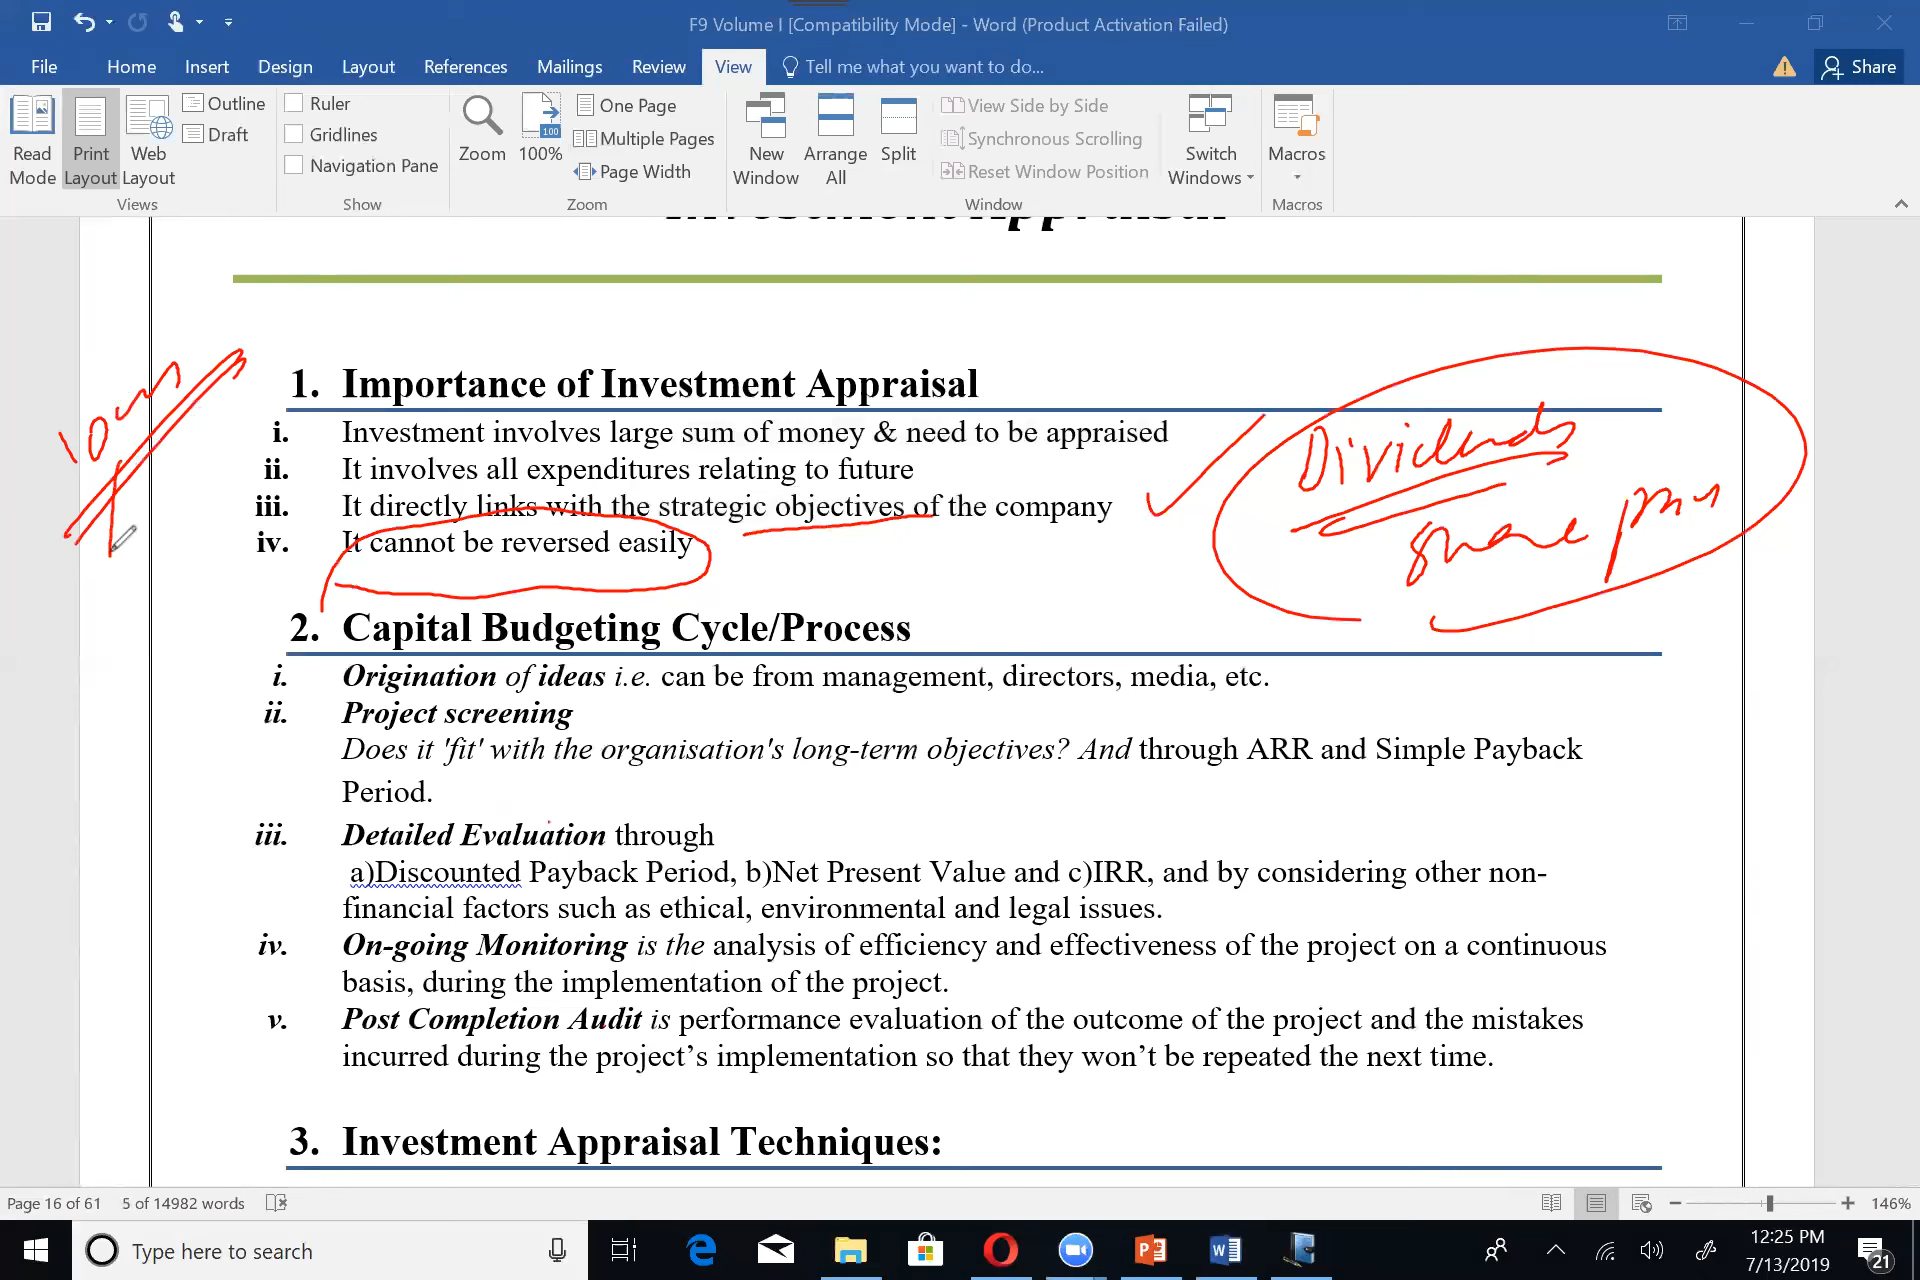 F9 Volume I [Compatibility Mode] - Word (Product Activation Failed)
File Home Insert Design Layout References Mailings Review View Tell me what you want to do... Share
Read Mode
Print Layout
Web Layout
Outline
Draft
Views
Ruler
Gridlines
Navigation Pane
Show
Zoom
100
100%
One Page
Multiple Pages
Page Width
Zoom
New Window
Arrange All
Split
View Side by Side
Synchronous Scrolling
Reset Window Position
Window
Switch Windows
Macros
Macros
Investment Appraisal
1. Importance of Investment Appraisal
i. Investment involves large sum of money & need to be appraised
ii. It involves all expenditures relating to future
iii. It directly links with the strategic objectives of the company
iv. It cannot be reversed easily
Dividends
share
2. Capital Budgeting Cycle/Process
i. Origination of ideas i.e. can be from management, directors, media, etc.
ii. Project screening
Does it 'fit' with the organisation's long-term objectives? And through ARR and Simple Payback
Period.
iii. Detailed Evaluation through
a)Discounted Payback Period, b)Net Present Value and c)IRR, and by considering other non-
financial factors such as ethical, environmental and legal issues.
iv. On-going Monitoring is the analysis of efficiency and effectiveness of the project on a continuous
basis, during the implementation of the project.
v. Post Completion Audit is performance evaluation of the outcome of the project and the mistakes
incurred during the project’s implementation so that they won’t be repeated the next time.
3. Investment Appraisal Techniques:
Page 16 of 61 5 of 14982 words 146%
Type here to search
12:25 PM
7/13/2019
21